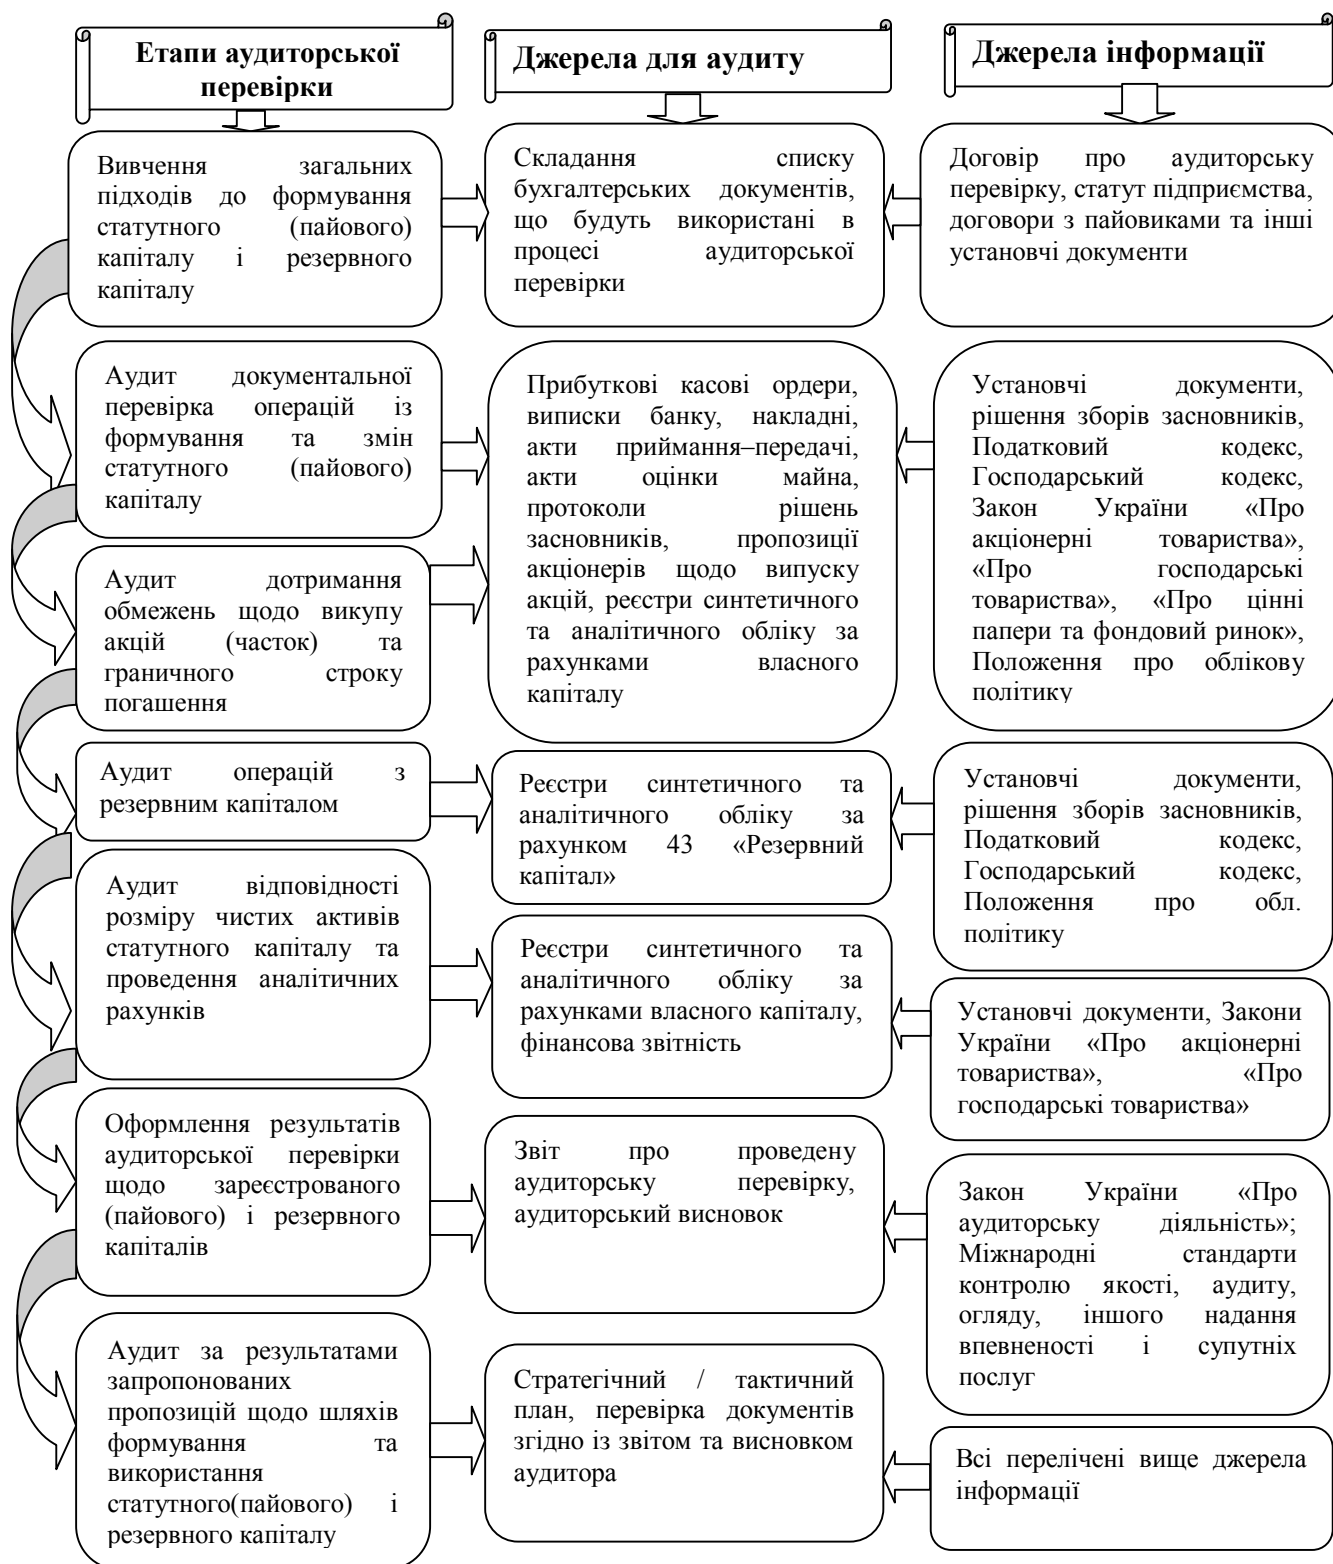 Етапи аудиторської
перевірки
Джерела для аудиту
Джерела інформації
Вивчення загальних
підходів до формування
статутного (пайового)
капіталу і резервного
капіталу
Складання списку
бухгалтерських документів,
що будуть використані в
процесі аудиторської
перевірки
Договір про аудиторську
перевірку, статут підприємства,
договори з пайовиками та інші
установчі документи
Аудит документальної
перевірка операцій із
формування та змін
статутного (пайового)
капіталу
Аудит дотримання
обмежень щодо викупу
акцій (часток) та
граничного строку
погашення
Прибуткові касові ордери,
виписки банку, накладні,
акти приймання–передачі,
акти оцінки майна,
протоколи рішень
засновників, пропозиції
акціонерів щодо випуску
акцій, реєстри синтетичного
та аналітичного обліку за
рахунками власного
капіталу
Установчі документи,
рішення зборів засновників,
Податковий кодекс,
Господарський кодекс,
Закон України «Про
акціонерні товариства»,
«Про господарські
товариства», «Про цінні
папери та фондовий ринок»,
Положення про облікову
політику
Аудит операцій з
резервним капіталом
Реєстри синтетичного та
аналітичного обліку за
рахунком 43 «Резервний
капітал»
Установчі документи,
рішення зборів засновників,
Податковий кодекс,
Господарський кодекс,
Положення про обл.
політику
Аудит відповідності
розміру чистих активів
статутного капіталу та
проведення аналітичних
рахунків
Реєстри синтетичного та
аналітичного обліку за
рахунками власного капіталу,
фінансова звітність
Установчі документи, Закони
України «Про акціонерні
товариства», «Про
господарські товариства»
Оформлення результатів
аудиторської перевірки
щодо зареєстрованого
(пайового) і резервного
капіталів
Звіт про проведену
аудиторську перевірку,
аудиторський висновок
Закон України «Про
аудиторську діяльність»;
Міжнародні стандарти
контролю якості, аудиту,
огляду, іншого надання
впевненості і супутніх
послуг
Аудит за результатами
запропонованих
пропозицій щодо шляхів
формування та
використання
статутного(пайового) і
резервного капіталу
Стратегічний / тактичний
план, перевірка документів
згідно із звітом та висновком
аудитора
Всі перелічені вище джерела
інформації